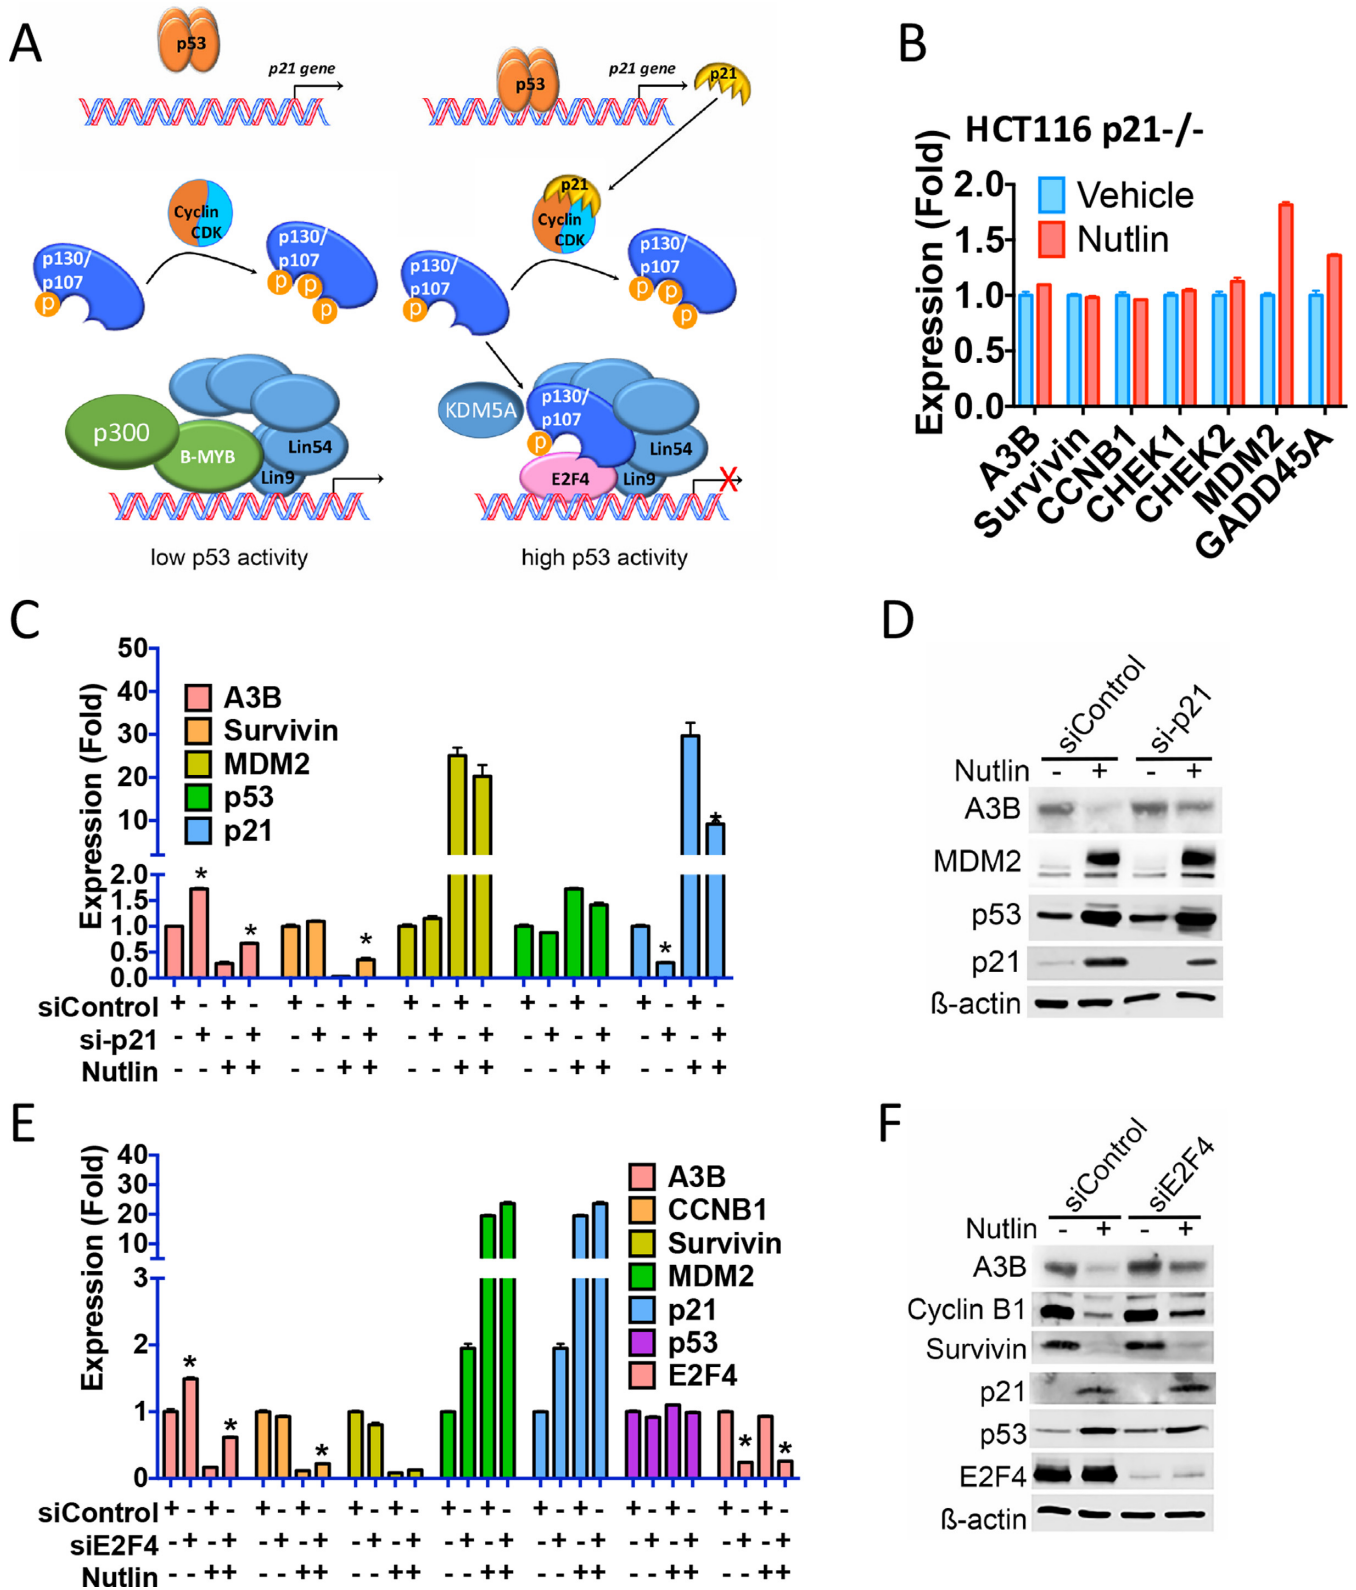 A
p53
p21 gene
p53
p21 gene
p21
Cyclin
CDK
p130/
p107
P
p130/
p107
P
P
P
p21
Cyclin
CDK
p130/
p107
P
p130/
p107
P
P
P
p300
B-MYB
Lin54
Lin9
KDM5A
p130/
p107
P
E2F4
Lin54
Lin9
X
low p53 activity
high p53 activity
B
HCT116 p21-/-
Expression (Fold)
2.0
1.5
1.0
0.5
0.0
Vehicle
Nutlin
A3B
Survivin
CCNB1
CHEK1
CHEK2
MDM2
GADD45A
C
Expression (Fold)
50
40
30
20
10
2.0
1.5
1.0
0.5
0.0
A3B
Survivin
MDM2
p53
p21
* * * * *
siControl + - + - + - + - + - + - + - + - + - + -
si-p21 - + - + - + - + - + - + - + - + - + - +
Nutlin - - + + - - + + - - + + - - + + - - + +
D
siControl
si-p21
Nutlin - + - +
A3B
MDM2
p53
p21
ß-actin
E
Expression (Fold)
40
30
20
10
3
2
1
0
A3B
CCNB1
Survivin
MDM2
p21
p53
E2F4
* * * * *
siControl + - + - + - + - + - + - + - + - + - + - + - + - + - + -
siE2F4 - + - + - + - + - + - + - + - + - + - + - + - + - + - +
Nutlin - - + + - - + + - - + + - - + + - - + + - - + + - - + +
F
siControl
siE2F4
Nutlin - + - +
A3B
Cyclin B1
Survivin
p21
p53
E2F4
ß-actin